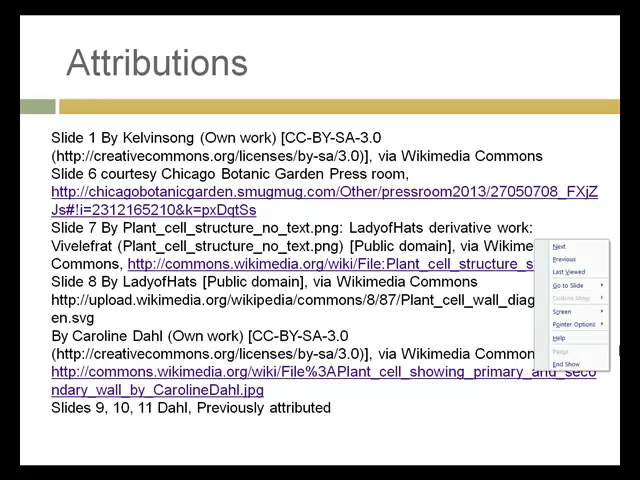 Attributions
Slide 1 By Kelvinsong (Own work) [CC-BY-SA-3.0
(http://creativecommons.org/licenses/by-sa/3.0)], via Wikimedia Commons
Slide 6 courtesy Chicago Botanic Garden Press room,
http://chicagobotanicgarden.smugmug.com/Other/pressroom2013/27050708_FXjZ
Js#!i=2312165210&k=pxDqtSs
Slide 7 By Plant_cell_structure_no_text.png: LadyofHats derivative work:
Vivelefrat (Plant_cell_structure_no_text.png) [Public domain], via Wikime
Commons, http://commons.wikimedia.org/wiki/File:Plant_cell_structure_s
Slide 8 By LadyofHats [Public domain], via Wikimedia Commons
http://upload.wikimedia.org/wikipedia/commons/8/87/Plant_cell_wall_diag
en.svg
By Caroline Dahl (Own work) [CC-BY-SA-3.0
(http://creativecommons.org/licenses/by-sa/3.0)], via Wikimedia Common
http://commons.wikimedia.org/wiki/File%3APlant_cell_showing_primary_and_seco
ndary_wall_by_CarolineDahl.jpg
Slides 9, 10, 11 Dahl, Previously attributed
Next
Previous
Last Viewed
Go to Slide
Custom Show
Screen
Pointer Options
Help
Pause
End Show